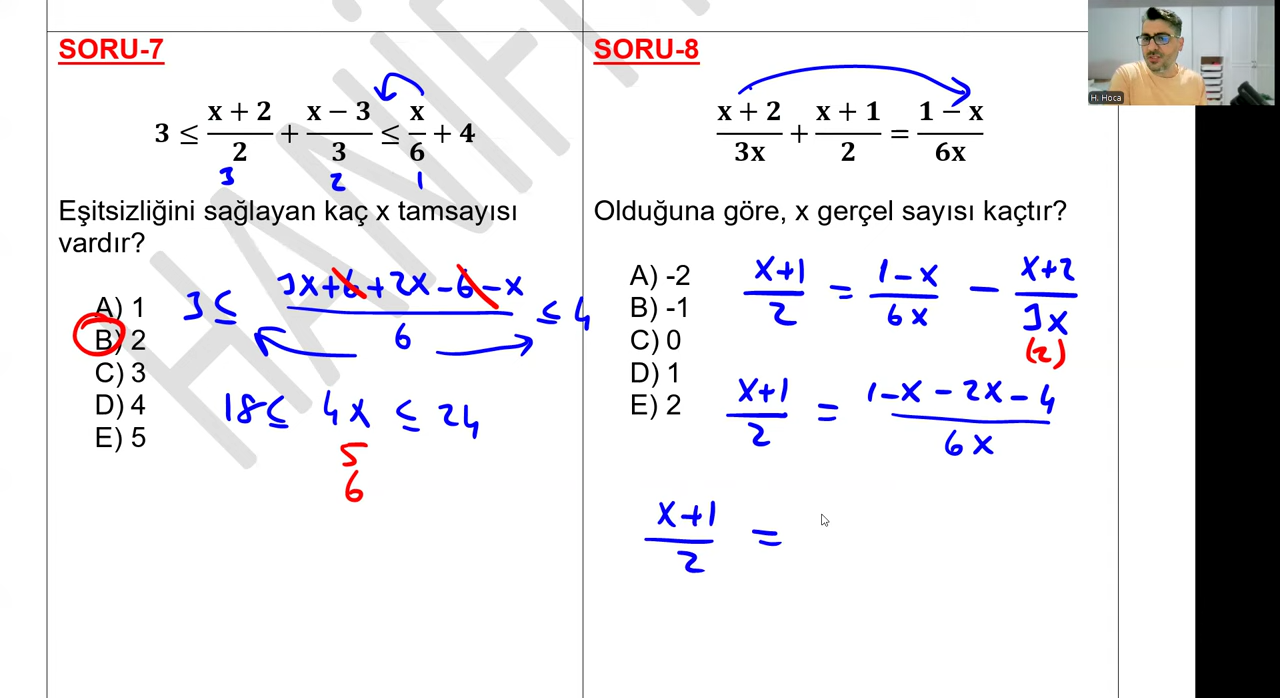 SORU-7
3 ≤ (x + 2)/2 + (x − 3)/3 ≤ x/6 + 4
3 2 1
Eşitsizliğini sağlayan kaç x tamsayısı
vardır?
A) 1
B) 2
C) 3
D) 4
E) 5
3 ≤ (3x+6+2x-6-x)/6 ≤ 4
18 ≤ 4x ≤ 24
5
6
SORU-8
(x + 2)/3x + (x + 1)/2 = (1 − x)/6x
Olduğuna göre, x gerçel sayısı kaçtır?
A) -2
B) -1
C) 0
D) 1
E) 2
(x+1)/2 = (1-x)/6x - (x+2)/3x
(2)
(x+1)/2 = (1-x-2x-4)/6x
(x+1)/2 =
H. Hoca
HANİF